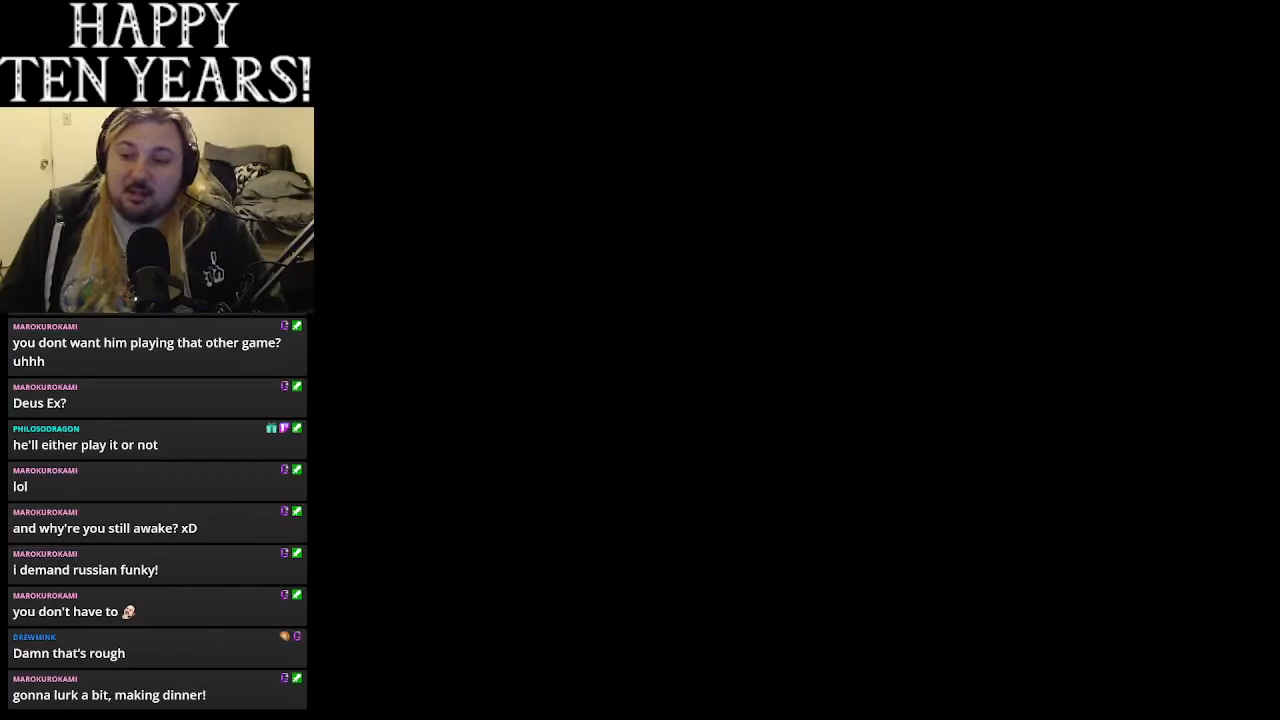 HAPPY
TEN YEARS!
MAROKUROKAMI
you dont want him playing that other game?
uhhh
MAROKUROKAMI
Deus Ex?
PHILOSODRAGON
he'll either play it or not
MAROKUROKAMI
lol
MAROKUROKAMI
and why're you still awake? xD
MAROKUROKAMI
i demand russian funky!
MAROKUROKAMI
you don't have to
DREWMINK
Damn that's rough
MAROKUROKAMI
gonna lurk a bit, making dinner!